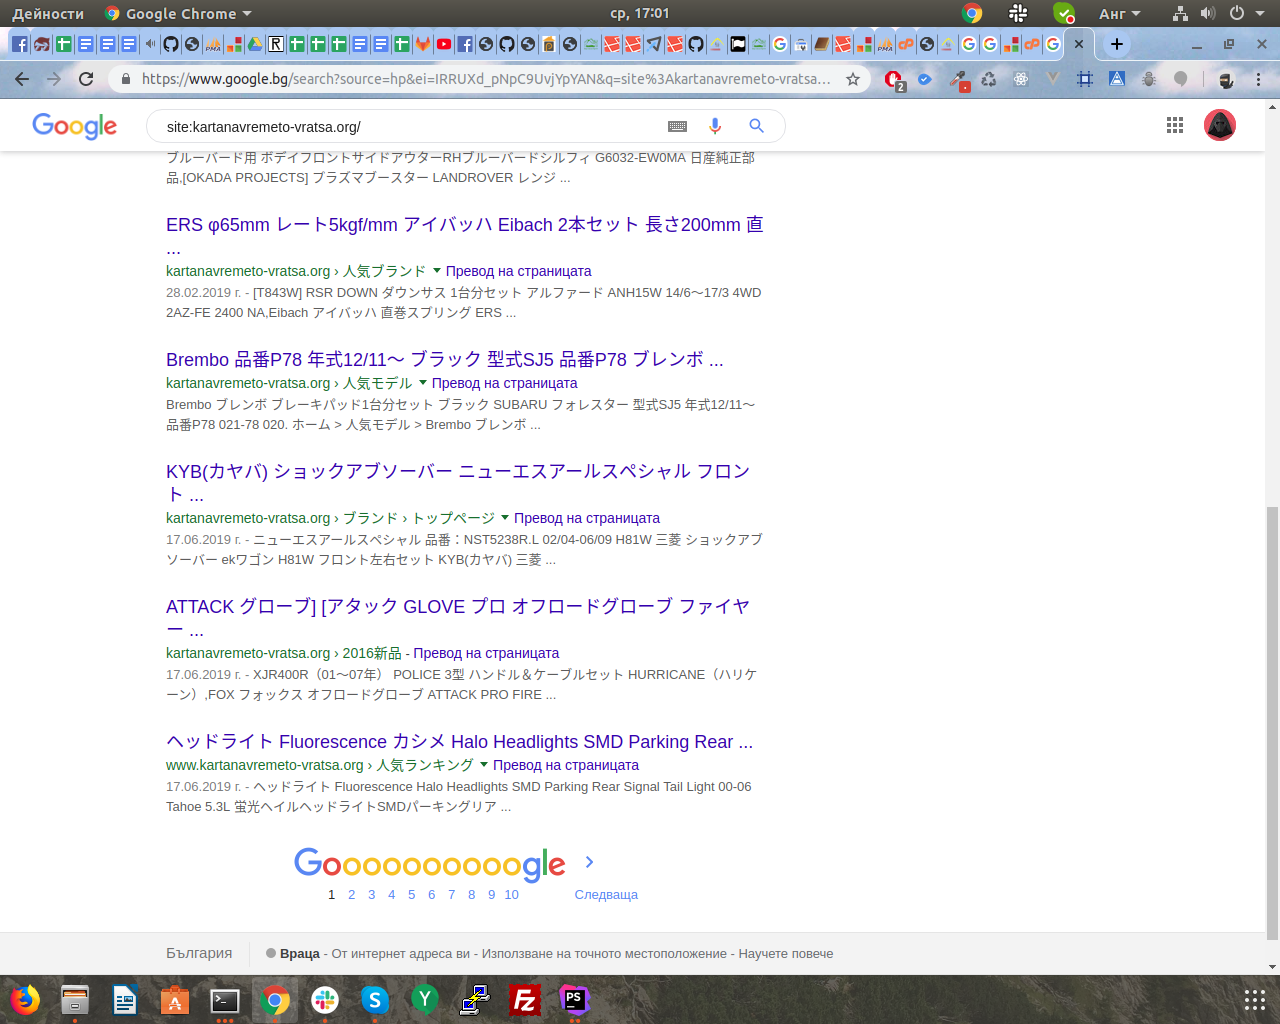 Дейности
Google Chrome
ср, 17:01
Анг
https://www.google.bg/search?source=hp&ei=IRRUXd_pNpC9UvjYpYAN&q=site%3Akartanavremeto-vratsa…
2
Google
site:kartanavremeto-vratsa.org/
ブルーバード用 ボデイフロントサイドアウターRHブルーバードシルフィ G6032-EW0MA 日産純正部
品,[OKADA PROJECTS] プラズマブースター LANDROVER レンジ ...
ERS φ65mm レート5kgf/mm アイバッハ Eibach 2本セット 長さ200mm 直
...
kartanavremeto-vratsa.org › 人気ブランド Превод на страницата
28.02.2019 г. - [T843W] RSR DOWN ダウンサス 1台分セット アルファード ANH15W 14/6〜17/3 4WD
2AZ-FE 2400 NA,Eibach アイバッハ 直巻スプリング ERS ...
Brembo 品番P78 年式12/11〜 ブラック 型式SJ5 品番P78 ブレンボ ...
kartanavremeto-vratsa.org › 人気モデル Превод на страницата
Brembo ブレンボ ブレーキパッド1台分セット ブラック SUBARU フォレスター 型式SJ5 年式12/11〜
品番P78 021-78 020. ホーム > 人気モデル > Brembo ブレンボ ...
KYB(カヤバ) ショックアブソーバー ニューエスアールスペシャル フロン
ト ...
kartanavremeto-vratsa.org › ブランド › トップページ Превод на страницата
17.06.2019 г. - ニューエスアールスペシャル 品番：NST5238R.L 02/04-06/09 H81W 三菱 ショックアブ
ソーバー ekワゴン H81W フロント左右セット KYB(カヤバ) 三菱 ...
ATTACK グローブ] [アタック GLOVE プロ オフロードグローブ ファイヤ
ー ...
kartanavremeto-vratsa.org › 2016新品 - Превод на страницата
17.06.2019 г. - XJR400R（01〜07年） POLICE 3型 ハンドル＆ケーブルセット HURRICANE（ハリケ
ーン）,FOX フォックス オフロードグローブ ATTACK PRO FIRE ...
ヘッドライト Fluorescence カシメ Halo Headlights SMD Parking Rear ...
www.kartanavremeto-vratsa.org › 人気ランキング Превод на страницата
17.06.2019 г. - ヘッドライト Fluorescence Halo Headlights SMD Parking Rear Signal Tail Light 00-06
Tahoe 5.3L 蛍光ヘイルヘッドライトSMDパーキングリア ...
Goooooooooogle
1 2 3 4 5 6 7 8 9 10 Следваща
България
Враца - От интернет адреса ви - Използване на точното местоположение - Научете повече